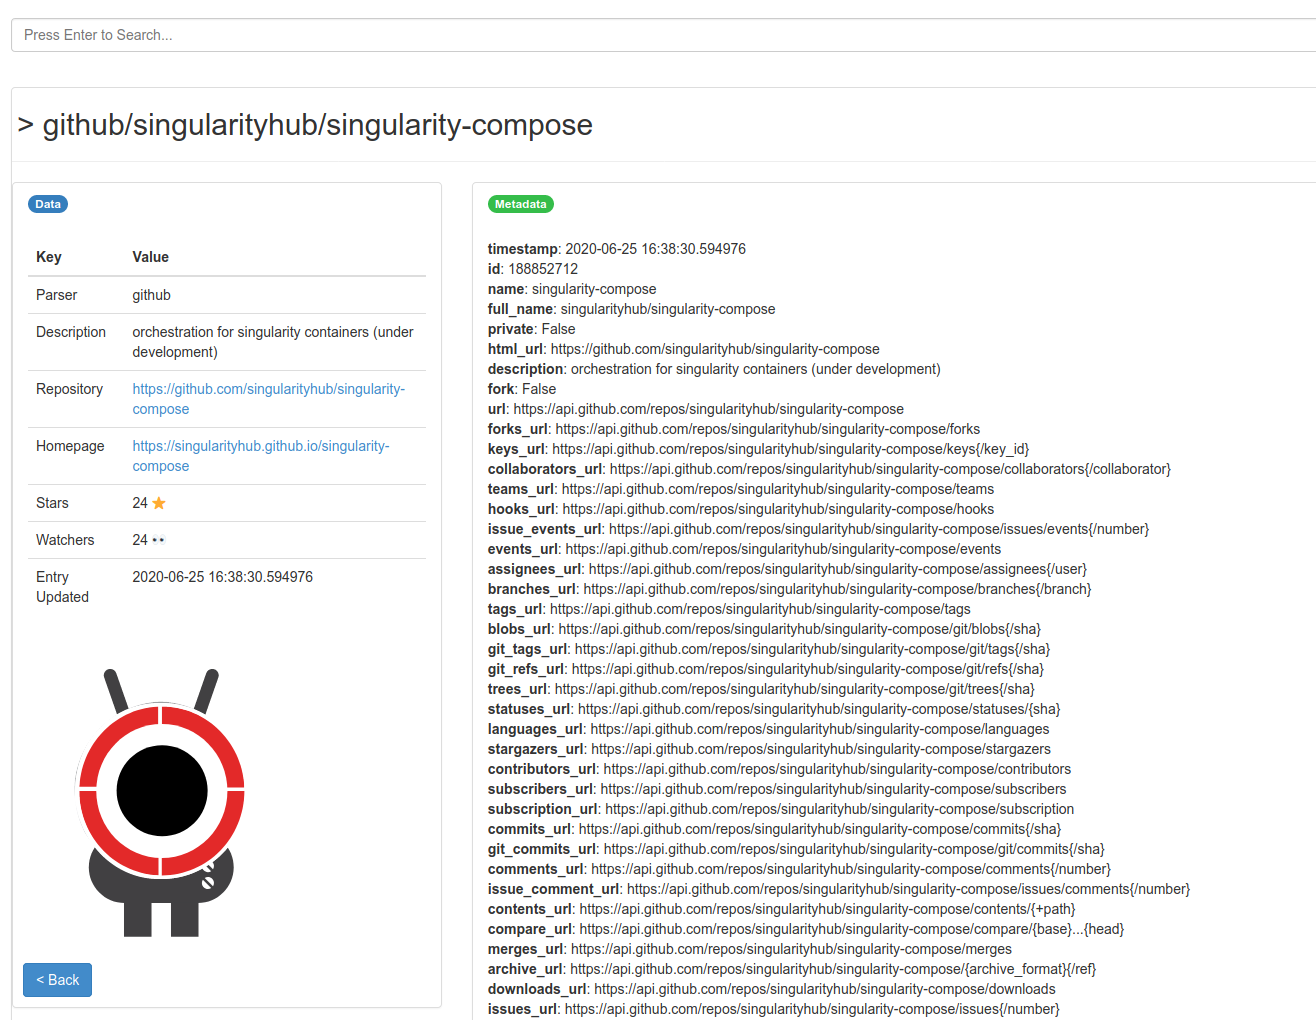 Press Enter to Search...
> github/singularityhub/singularity-compose
Data
Key Value
Parser github
Description orchestration for singularity containers (under
development)
Repository https://github.com/singularityhub/singularity-
compose
Homepage https://singularityhub.github.io/singularity-
compose
Stars 24 ⭐
Watchers 24 👀
Entry 2020-06-25 16:38:30.594976
Updated
< Back
Metadata
timestamp: 2020-06-25 16:38:30.594976
id: 188852712
name: singularity-compose
full_name: singularityhub/singularity-compose
private: False
html_url: https://github.com/singularityhub/singularity-compose
description: orchestration for singularity containers (under development)
fork: False
url: https://api.github.com/repos/singularityhub/singularity-compose
forks_url: https://api.github.com/repos/singularityhub/singularity-compose/forks
keys_url: https://api.github.com/repos/singularityhub/singularity-compose/keys{/key_id}
collaborators_url: https://api.github.com/repos/singularityhub/singularity-compose/collaborators{/collaborator}
teams_url: https://api.github.com/repos/singularityhub/singularity-compose/teams
hooks_url: https://api.github.com/repos/singularityhub/singularity-compose/hooks
issue_events_url: https://api.github.com/repos/singularityhub/singularity-compose/issues/events{/number}
events_url: https://api.github.com/repos/singularityhub/singularity-compose/events
assignees_url: https://api.github.com/repos/singularityhub/singularity-compose/assignees{/user}
branches_url: https://api.github.com/repos/singularityhub/singularity-compose/branches{/branch}
tags_url: https://api.github.com/repos/singularityhub/singularity-compose/tags
blobs_url: https://api.github.com/repos/singularityhub/singularity-compose/git/blobs{/sha}
git_tags_url: https://api.github.com/repos/singularityhub/singularity-compose/git/tags{/sha}
git_refs_url: https://api.github.com/repos/singularityhub/singularity-compose/git/refs{/sha}
trees_url: https://api.github.com/repos/singularityhub/singularity-compose/git/trees{/sha}
statuses_url: https://api.github.com/repos/singularityhub/singularity-compose/statuses/{sha}
languages_url: https://api.github.com/repos/singularityhub/singularity-compose/languages
stargazers_url: https://api.github.com/repos/singularityhub/singularity-compose/stargazers
contributors_url: https://api.github.com/repos/singularityhub/singularity-compose/contributors
subscribers_url: https://api.github.com/repos/singularityhub/singularity-compose/subscribers
subscription_url: https://api.github.com/repos/singularityhub/singularity-compose/subscription
commits_url: https://api.github.com/repos/singularityhub/singularity-compose/commits{/sha}
git_commits_url: https://api.github.com/repos/singularityhub/singularity-compose/git/commits{/sha}
comments_url: https://api.github.com/repos/singularityhub/singularity-compose/comments{/number}
issue_comment_url: https://api.github.com/repos/singularityhub/singularity-compose/issues/comments{/number}
contents_url: https://api.github.com/repos/singularityhub/singularity-compose/contents/{+path}
compare_url: https://api.github.com/repos/singularityhub/singularity-compose/compare/{base}...{head}
merges_url: https://api.github.com/repos/singularityhub/singularity-compose/merges
archive_url: https://api.github.com/repos/singularityhub/singularity-compose/{archive_format}{/ref}
downloads_url: https://api.github.com/repos/singularityhub/singularity-compose/downloads
issues_url: https://api.github.com/repos/singularityhub/singularity-compose/issues{/number}